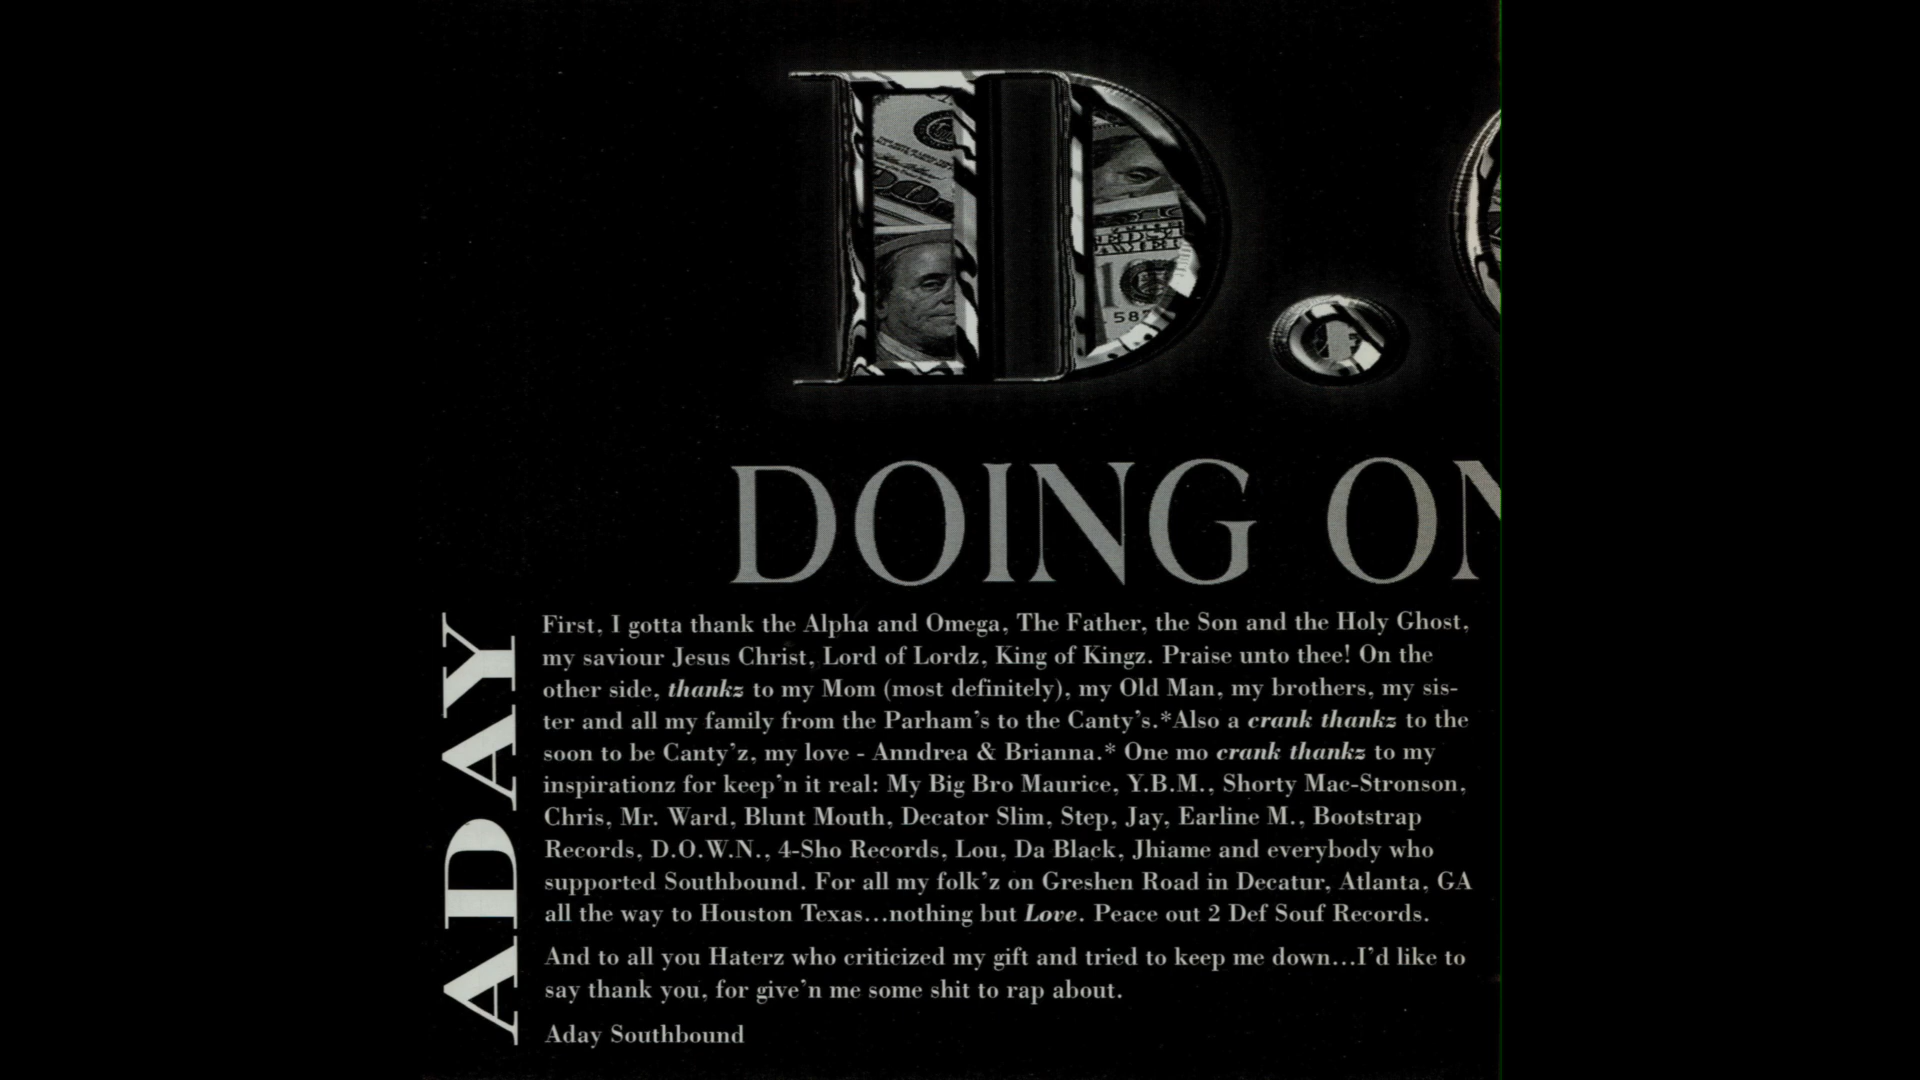 D.
DOING ON
ADAY
First, I gotta thank the Alpha and Omega, The Father, the Son and the Holy Ghost,
my saviour Jesus Christ, Lord of Lordz, King of Kingz. Praise unto thee! On the
other side, thankz to my Mom (most definitely), my Old Man, my brothers, my sis-
ter and all my family from the Parham's to the Canty's.*Also a crank thankz to the
soon to be Canty'z, my love - Anndrea & Brianna.* One mo crank thankz to my
inspirationz for keep'n it real: My Big Bro Maurice, Y.B.M., Shorty Mac-Stronson,
Chris, Mr. Ward, Blunt Mouth, Decator Slim, Step, Jay, Earline M., Bootstrap
Records, D.O.W.N., 4-Sho Records, Lou, Da Black, Jhiame and everybody who
supported Southbound. For all my folk'z on Greshen Road in Decatur, Atlanta, GA
all the way to Houston Texas...nothing but Love. Peace out 2 Def Souf Records.
And to all you Haterz who criticized my gift and tried to keep me down...I'd like to
say thank you, for give'n me some shit to rap about.
Aday Southbound